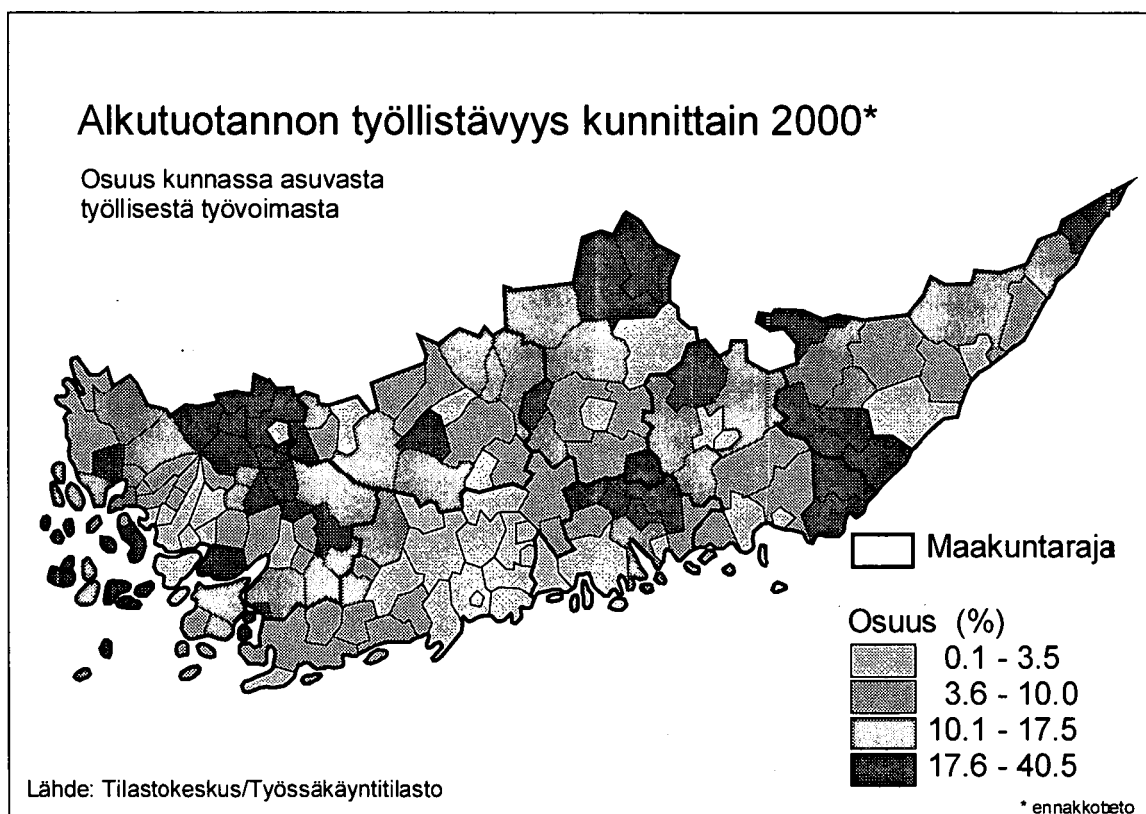 Alkutuotannon työllistävyys kunnittain 2000*
Osuus kunnassa asuvasta
työllisestä työvoimasta
Maakuntaraja
Osuus (%)
0.1 - 3.5
3.6 - 10.0
10.1 - 17.5
17.6 - 40.5
Lähde: Tilastokeskus/Työssäkäyntitilasto
* ennakkotieto